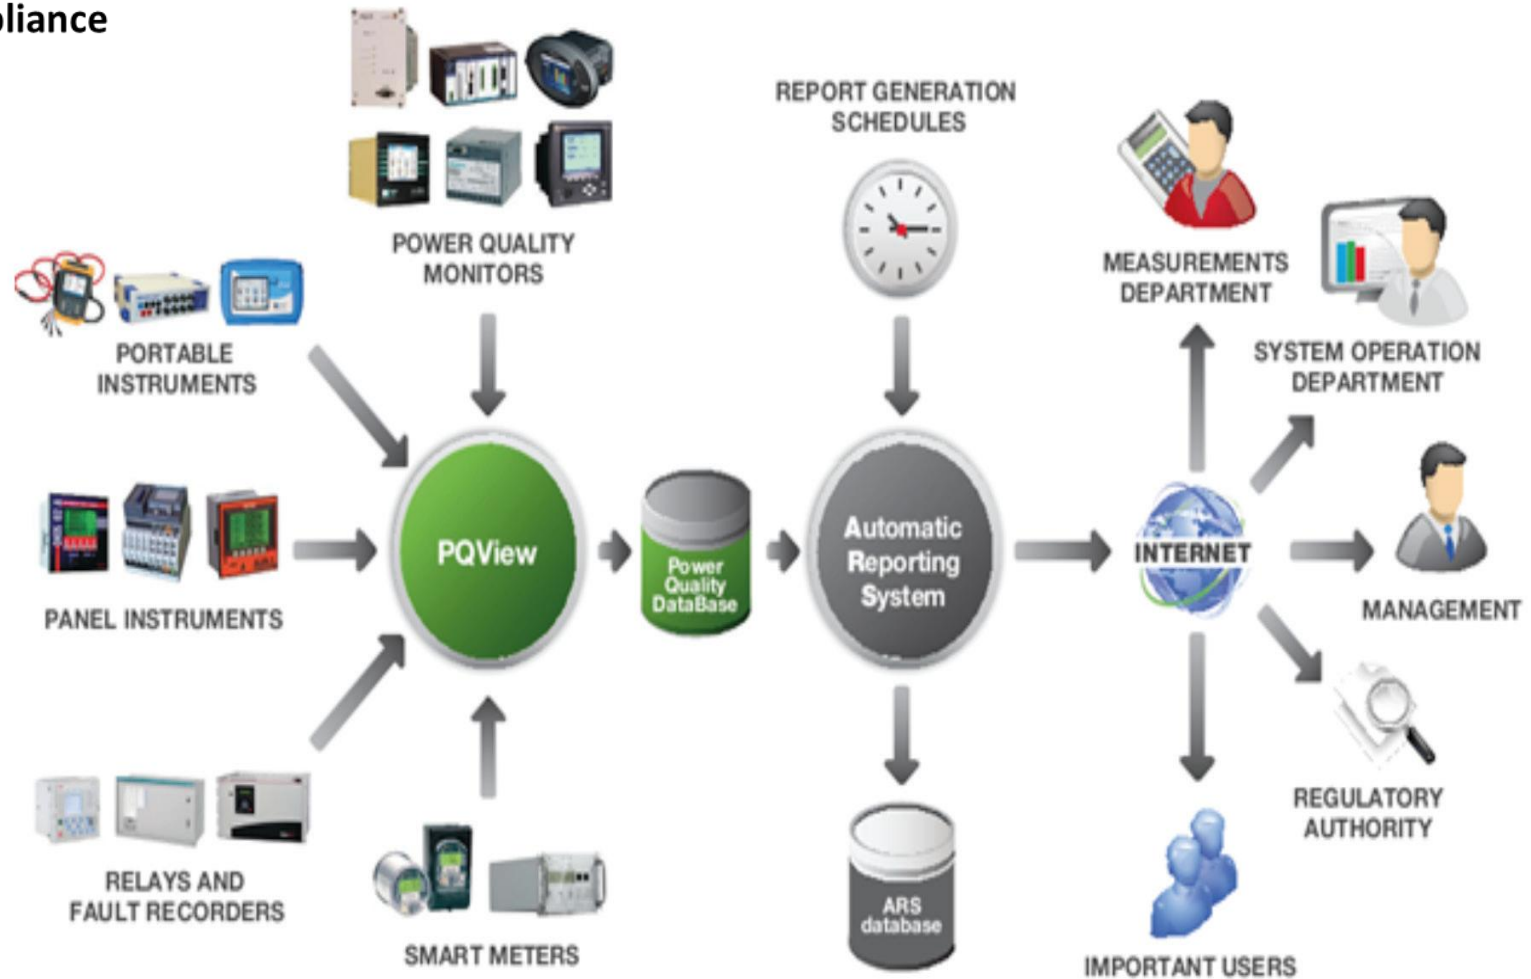 pliance
REPORT GENERATION
SCHEDULES
POWER QUALITY
MONITORS
MEASUREMENTS
DEPARTMENT
PORTABLE
INSTRUMENTS
SYSTEM OPERATION
DEPARTMENT
PQView
Power
Quality
DataBase
Automatic
Reporting
System
INTERNET
PANEL INSTRUMENTS
MANAGEMENT
REGULATORY
AUTHORITY
RELAYS AND
FAULT RECORDERS
ARS
database
SMART METERS
IMPORTANT USERS